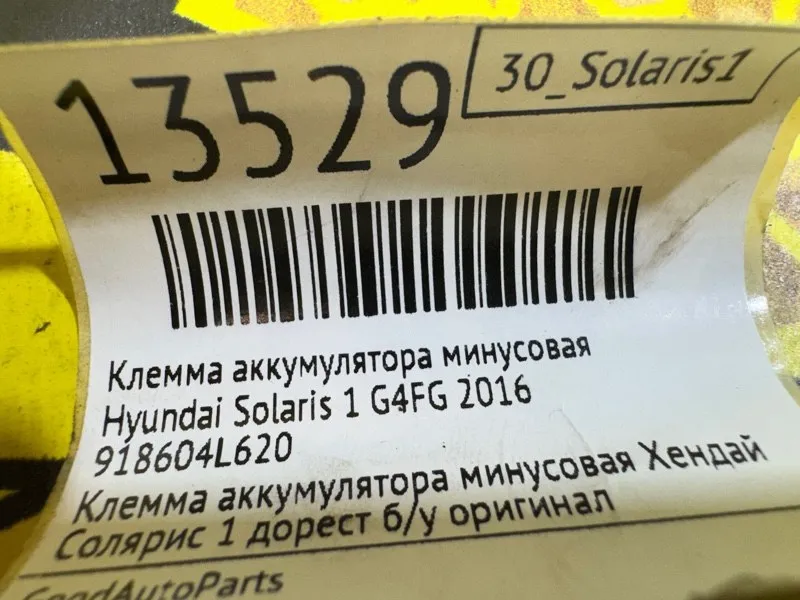 13529
30_Solaris1
Клемма аккумулятора минусовая
Hyundai Solaris 1 G4FG 2016
918604L620
Клемма аккумулятора минусовая Хендай
Солярис 1 дорест б/у оригинал
GoodAutoParts